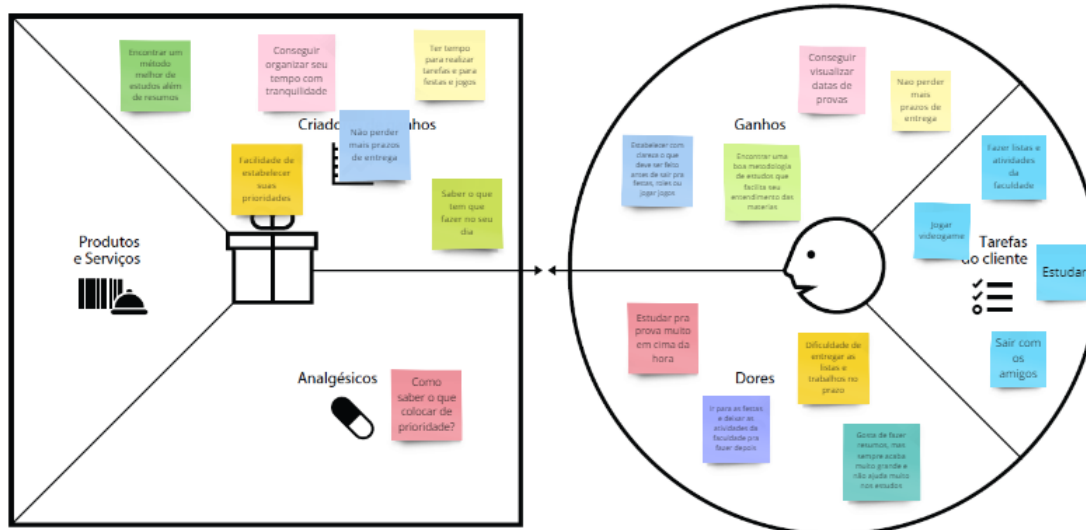 Encontrar um
método
melhor de
estudos além
de resumos
Conseguir
organizar seu
tempo com
tranquilidade
Ter tempo
para realizar
tarefas e para
festas e jogos
Criado
nhos
Não perder
mais prazos
de entrega
Facilidade de
estabelecer
suas
prioridades
Saber o que
tem que
fazer no seu
dia
Produtos
e Serviços
Analgésicos
Como
saber o que
colocar de
prioridade?
Conseguir
visualizar
datas de
provas
Nao perder
mais
prazos de
entrega
Ganhos
Estabelecer com
clareza o que
deve ser feito
antes de sair pra
festas, roles ou
jogar jogos
Encontrar uma
boa metodologia
de estudos que
facilita seu
entendimento das
materias
Fazer listas e
atividades
da
faculdade
Jogar
videogame
Tarefas
do cliente
Estudar
Sair com
os
amigos
Estudar pra
prova muito
em cima da
hora
Dificuldade de
entregar as
listas e
trabalhos no
prazo
Dores
Ir para as festas
e deixar as
atividades da
faculdade pra
fazer depois
Gosta de fazer
resumos, mas
sempre acaba
muito grande e
não ajuda muito
nos estudos